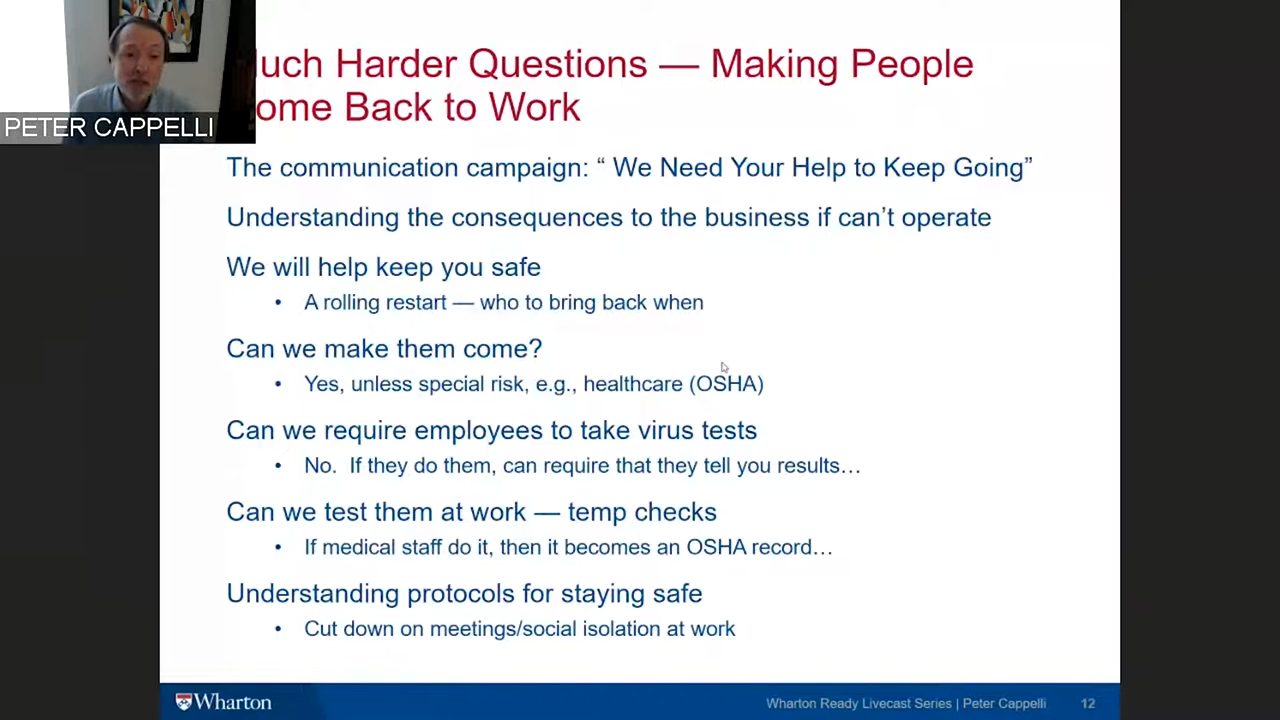 uch Harder Questions — Making People
ome Back to Work
PETER CAPPELLI
The communication campaign: “ We Need Your Help to Keep Going”
Understanding the consequences to the business if can’t operate
We will help keep you safe
• A rolling restart — who to bring back when
Can we make them come?
• Yes, unless special risk, e.g., healthcare (OSHA)
Can we require employees to take virus tests
• No.  If they do them, can require that they tell you results…
Can we test them at work — temp checks
• If medical staff do it, then it becomes an OSHA record…
Understanding protocols for staying safe
• Cut down on meetings/social isolation at work
Wharton
Wharton Ready Livecast Series | Peter Cappelli 12